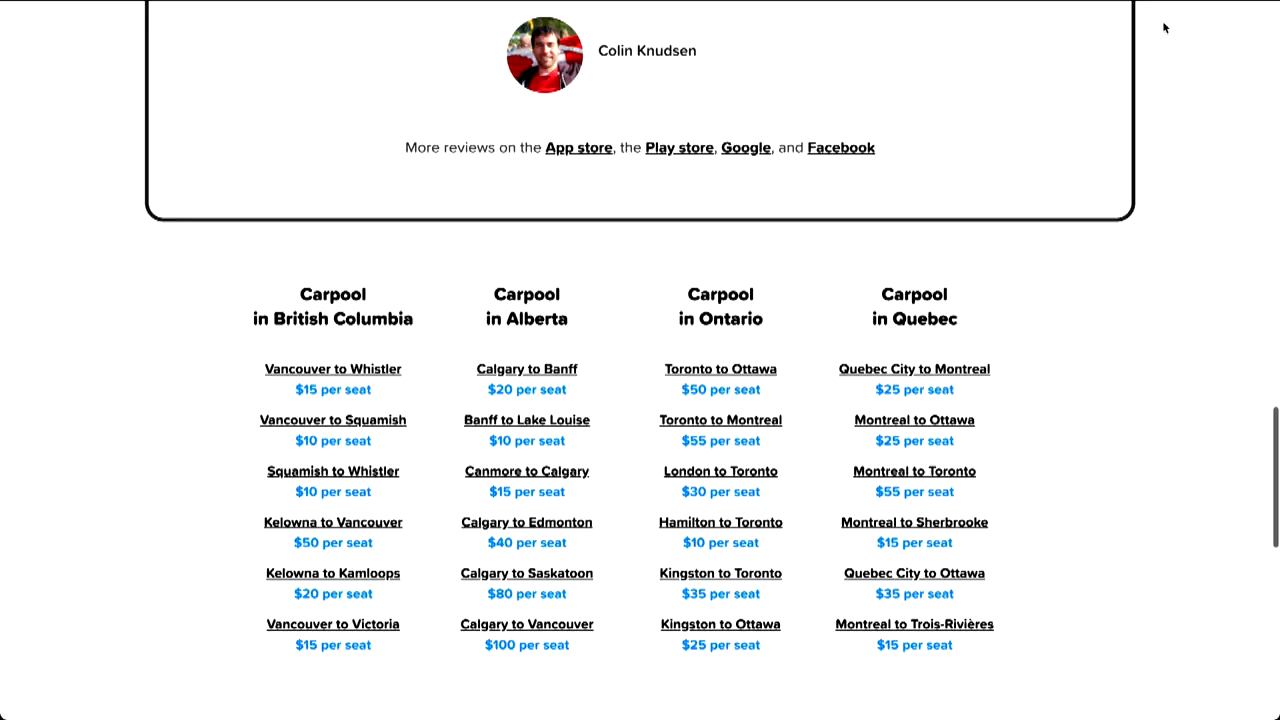 Colin Knudsen
More reviews on the App store, the Play store, Google, and Facebook
Carpool
in British Columbia
Vancouver to Whistler
$15 per seat
Vancouver to Squamish
$10 per seat
Squamish to Whistler
$10 per seat
Kelowna to Vancouver
$50 per seat
Kelowna to Kamloops
$20 per seat
Vancouver to Victoria
$15 per seat
Carpool
in Alberta
Calgary to Banff
$20 per seat
Banff to Lake Louise
$10 per seat
Canmore to Calgary
$15 per seat
Calgary to Edmonton
$40 per seat
Calgary to Saskatoon
$80 per seat
Calgary to Vancouver
$100 per seat
Carpool
in Ontario
Toronto to Ottawa
$50 per seat
Toronto to Montreal
$55 per seat
London to Toronto
$30 per seat
Hamilton to Toronto
$10 per seat
Kingston to Toronto
$35 per seat
Kingston to Ottawa
$25 per seat
Carpool
in Quebec
Quebec City to Montreal
$25 per seat
Montreal to Ottawa
$25 per seat
Montreal to Toronto
$55 per seat
Montreal to Sherbrooke
$15 per seat
Quebec City to Ottawa
$35 per seat
Montreal to Trois-Rivières
$15 per seat